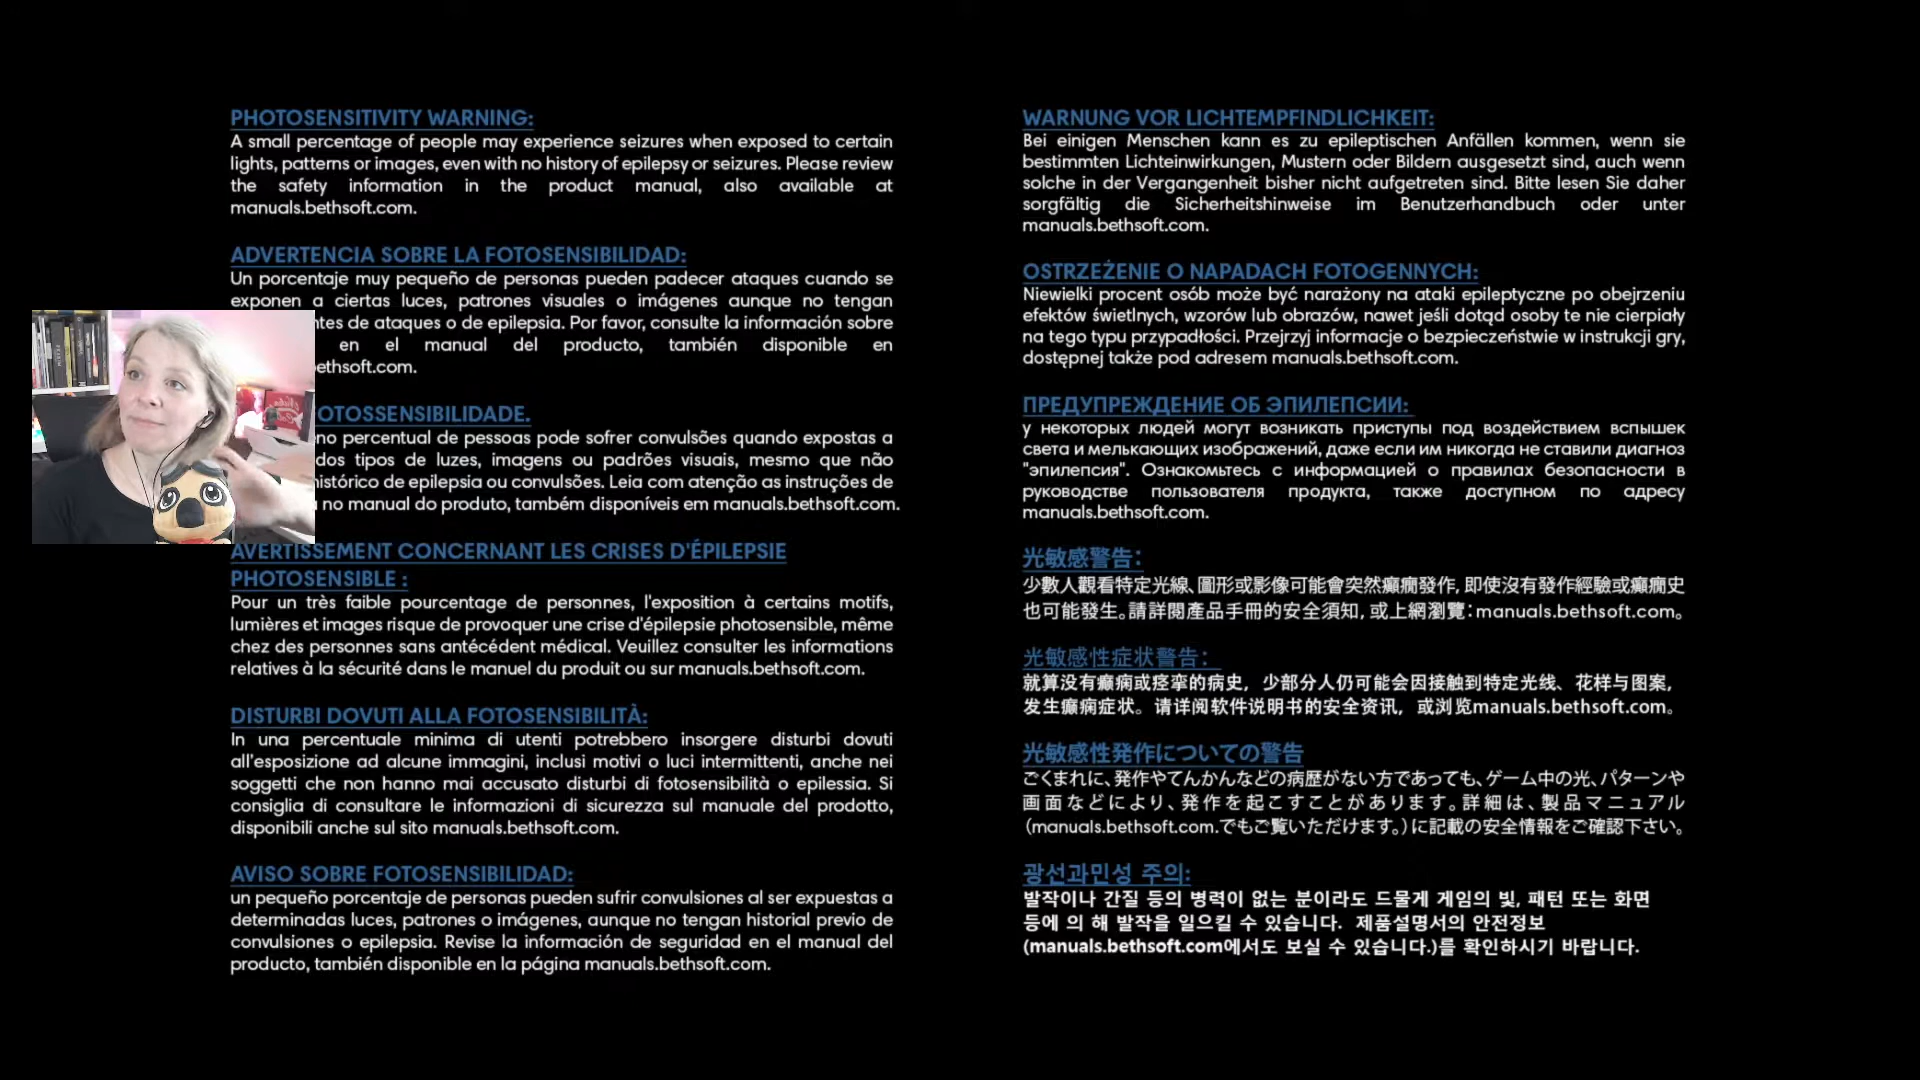 PHOTOSENSITIVITY WARNING:
A small percentage of people may experience seizures when exposed to certain
lights, patterns or images, even with no history of epilepsy or seizures. Please review
the safety information in the product manual, also available at
manuals.bethsoft.com.
ADVERTENCIA SOBRE LA FOTOSENSIBILIDAD:
Un porcentaje muy pequeño de personas pueden padecer ataques cuando se
exponen a ciertas luces, patrones visuales o imágenes aunque no tengan
ntes de ataques o de epilepsia. Por favor, consulte la información sobre
en el manual del producto, también disponible en
ethsoft.com.
OTOSSENSIBILIDADE.
no percentual de pessoas pode sofrer convulsões quando expostas a
dos tipos de luzes, imagens ou padrões visuais, mesmo que não
histórico de epilepsia ou convulsões. Leia com atenção as instruções de
no manual do produto, também disponíveis em manuals.bethsoft.com.
AVERTISSEMENT CONCERNANT LES CRISES D'ÉPILEPSIE
PHOTOSENSIBLE :
Pour un très faible pourcentage de personnes, l'exposition à certains motifs,
lumières et images risque de provoquer une crise d'épilepsie photosensible, même
chez des personnes sans antécédent médical. Veuillez consulter les informations
relatives à la sécurité dans le manuel du produit ou sur manuals.bethsoft.com.
DISTURBI DOVUTI ALLA FOTOSENSIBILITÀ:
In una percentuale minima di utenti potrebbero insorgere disturbi dovuti
all'esposizione ad alcune immagini, inclusi motivi o luci intermittenti, anche nei
soggetti che non hanno mai accusato disturbi di fotosensibilità o epilessia. Si
consiglia di consultare le informazioni di sicurezza sul manuale del prodotto,
disponibili anche sul sito manuals.bethsoft.com.
AVISO SOBRE FOTOSENSIBILIDAD:
un pequeño porcentaje de personas pueden sufrir convulsiones al ser expuestas a
determinadas luces, patrones o imágenes, aunque no tengan historial previo de
convulsiones o epilepsia. Revise la información de seguridad en el manual del
producto, también disponible en la página manuals.bethsoft.com.
WARNUNG VOR LICHTEMPFINDLICHKEIT:
Bei einigen Menschen kann es zu epileptischen Anfällen kommen, wenn sie
bestimmten Lichteinwirkungen, Mustern oder Bildern ausgesetzt sind, auch wenn
solche in der Vergangenheit bisher nicht aufgetreten sind. Bitte lesen Sie daher
sorgfältig die Sicherheitshinweise im Benutzerhandbuch oder unter
manuals.bethsoft.com.
OSTRZEŻENIE O NAPADACH FOTOGENNYCH:
Niewielki procent osób może być narażony na ataki epileptyczne po obejrzeniu
efektów świetlnych, wzorów lub obrazów, nawet jeśli dotąd osoby te nie cierpiały
na tego typu przypadłości. Przejrzyj informacje o bezpieczeństwie w instrukcji gry,
dostępnej także pod adresem manuals.bethsoft.com.
ПРЕДУПРЕЖДЕНИЕ ОБ ЭПИЛЕПСИИ:
у некоторых людей могут возникать приступы под воздействием вспышек
света и мелькающих изображений, даже если им никогда не ставили диагноз
"эпилепсия". Ознакомьтесь с информацией о правилах безопасности в
руководстве пользователя продукта, также доступном по адресу
manuals.bethsoft.com.
光敏感警告：
少數人觀看特定光線、圖形或影像可能會突然癲癇發作，即使沒有發作經驗或癲癇史
也可能發生。請詳閱產品手冊的安全須知，或上網瀏覽：manuals.bethsoft.com。
光敏感性症状警告：
就算没有癫痫或痉挛的病史，少部分人仍可能会因接触到特定光线、花样与图案，
发生癫痫症状。请详阅软件说明书的安全资讯，或浏览manuals.bethsoft.com。
光敏感性発作についての警告
ごくまれに、発作やてんかんなどの病歴がない方であっても、ゲーム中の光、パターンや
画面などにより、発作を起こすことがあります。詳細は、製品マニュアル
（manuals.bethsoft.com.でもご覧いただけます。）に記載の安全情報をご確認下さい。
광선과민성 주의:
발작이나 간질 등의 병력이 없는 분이라도 드물게 게임의 빛, 패턴 또는 화면
등에 의 해 발작을 일으킬 수 있습니다. 제품설명서의 안전정보
(manuals.bethsoft.com에서도 보실 수 있습니다.)를 확인하시기 바랍니다.